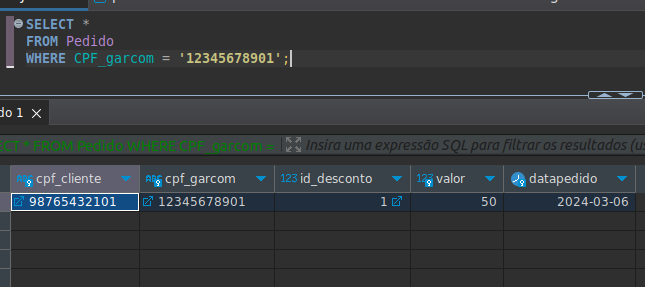 SELECT *
FROM Pedido
WHERE CPF_garcom = '12345678901';
do 1
CT * FROM Pedido WHERE CPF_garcom = Insira uma expressão SQL para filtrar os resultados (us
cpf_cliente cpf_garcom 123 id_desconto 123 valor datapedido
98765432101 12345678901 1 50 2024-03-06